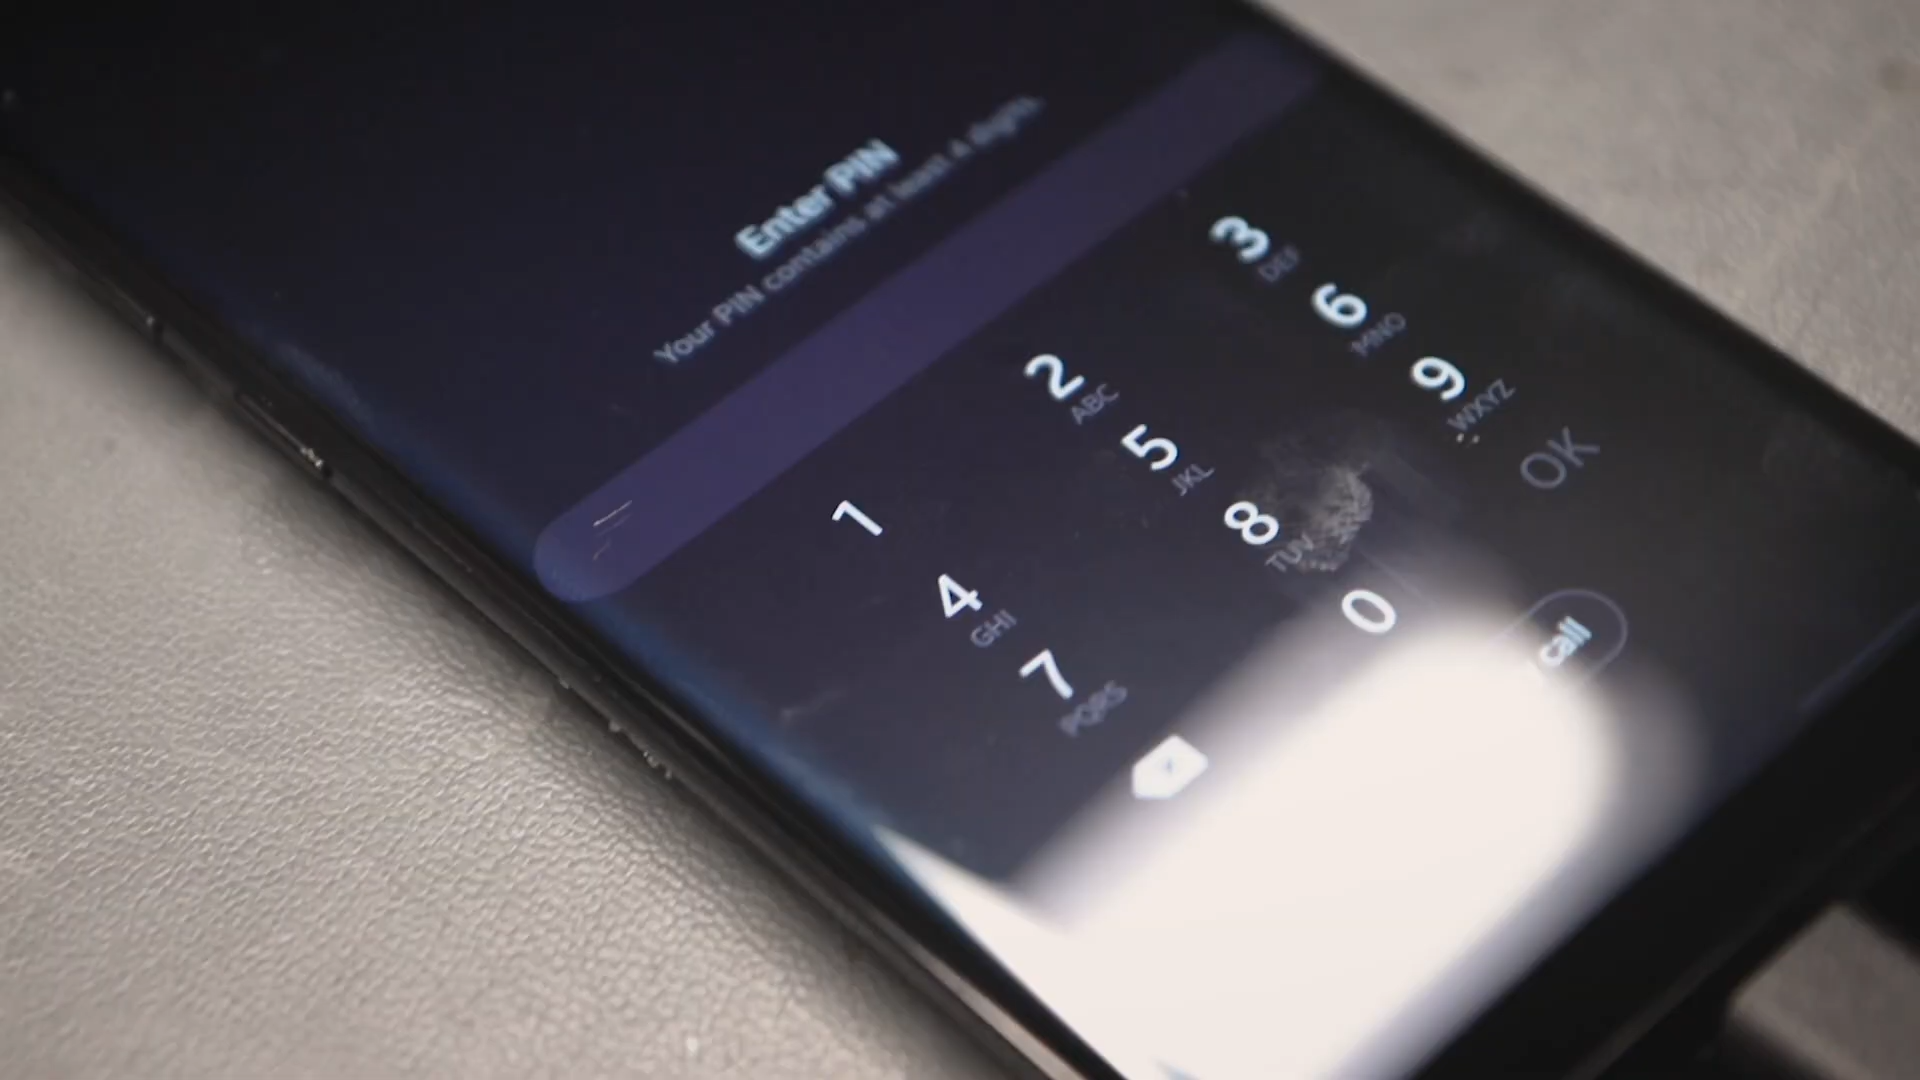 Enter PIN
Your PIN contains at least 4 digits.
1
2 ABC
3 DEF
4 GHI
5 JKL
6 MNO
7 PQRS
8 TUV
9 WXYZ
0
OK
call